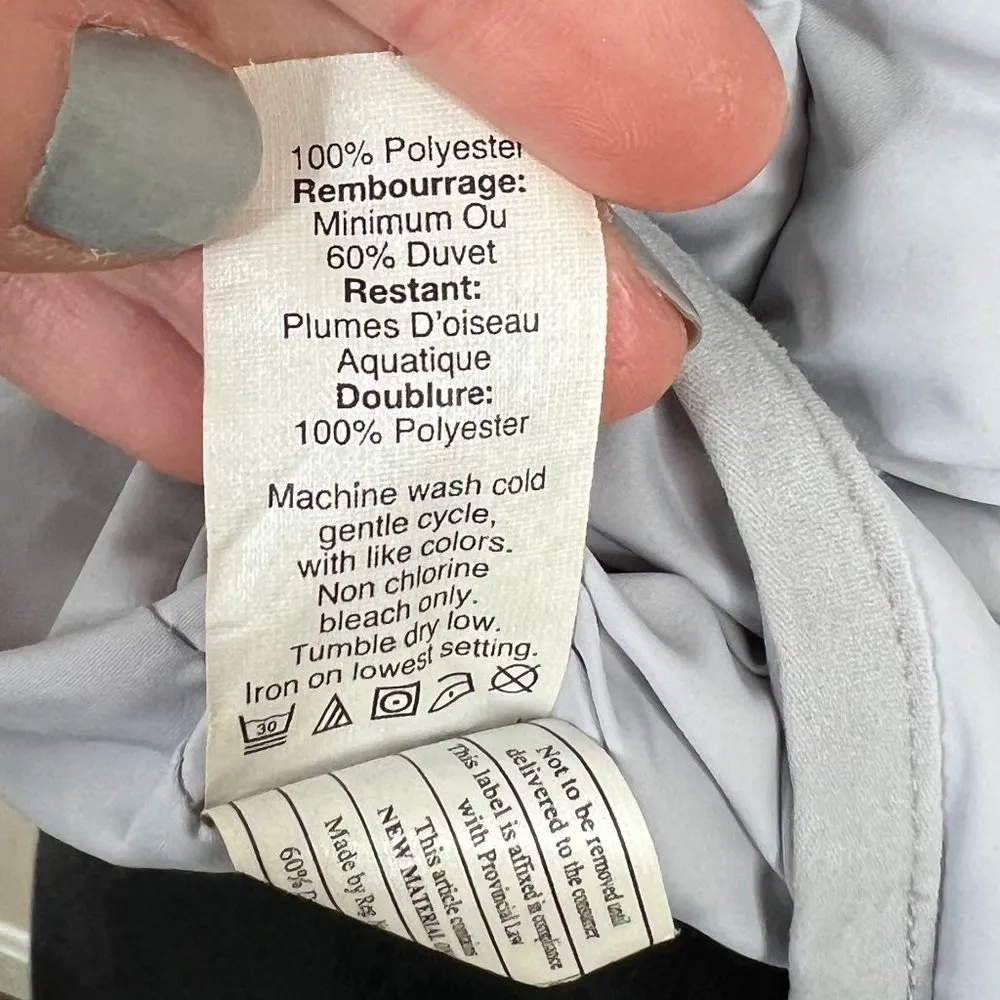 100% Polyester
Rembourrage:
Minimum Ou
60% Duvet
Restant:
Plumes D'oiseau
Aquatique
Doublure:
100% Polyester
Machine wash cold
gentle cycle,
with like colors.
Non chlorine
bleach only.
Tumble dry low.
Iron on lowest setting.
30
Not to be removed until
delivered to the consumer
This label is affixed in compliance
with Provincial Law
This article contains
NEW MATERIAL
Made by Reg.
60%